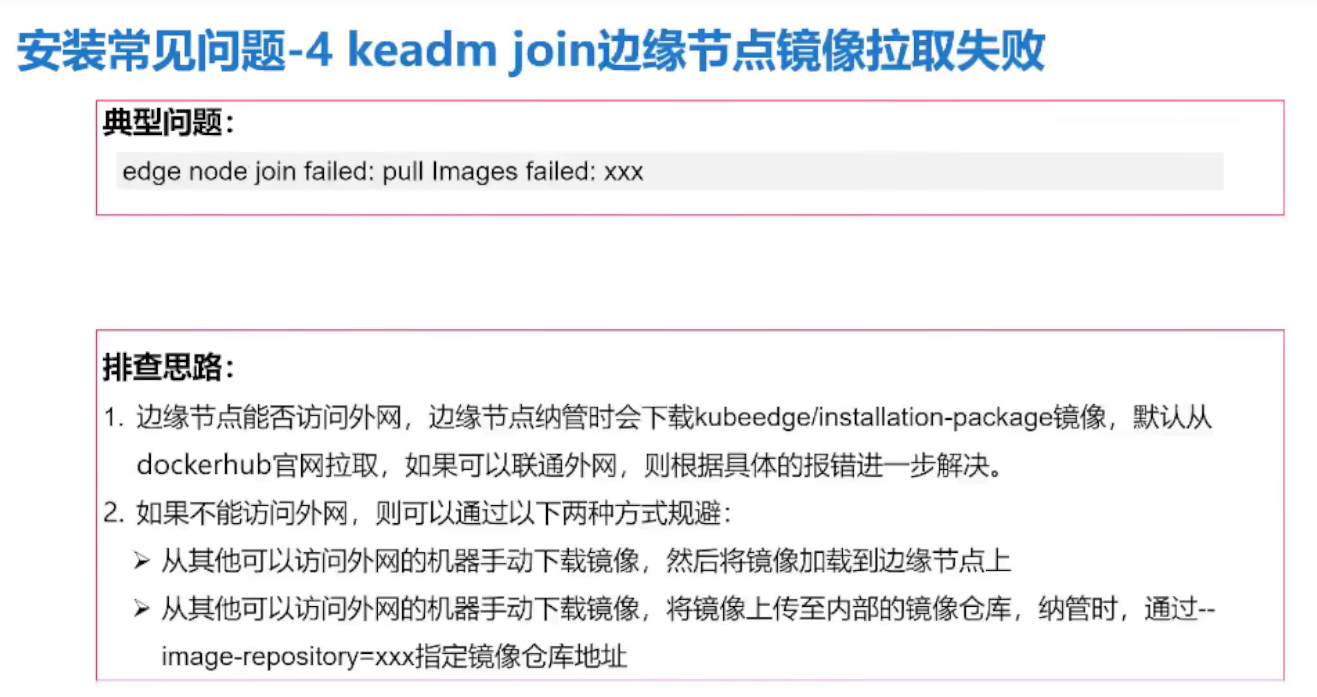 安装常见问题-4 keadm join边缘节点镜像拉取失败
典型问题：
edge node join failed: pull Images failed: xxx
排查思路：
1. 边缘节点能否访问外网，边缘节点纳管时会下载kubeedge/installation-package镜像，默认从
dockerhub官网拉取，如果可以联通外网，则根据具体的报错进一步解决。
2. 如果不能访问外网，则可以通过以下两种方式规避：
➢ 从其他可以访问外网的机器手动下载镜像，然后将镜像加载到边缘节点上
➢ 从其他可以访问外网的机器手动下载镜像，将镜像上传至内部的镜像仓库，纳管时，通过--
image-repository=xxx指定镜像仓库地址